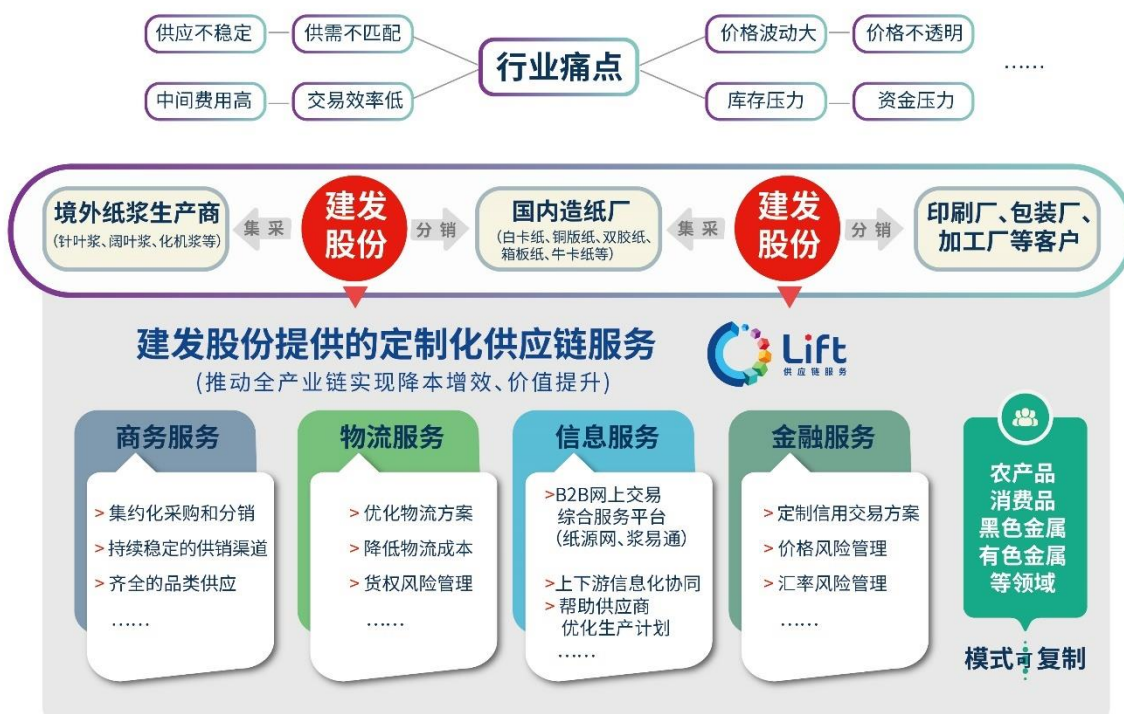 供应不稳定
供需不匹配
行业痛点
价格波动大
价格不透明
……
中间费用高
交易效率低
库存压力
资金压力
境外纸浆生产商
(针叶浆、阔叶浆、化机浆等)
集采
建发
股份
分销
国内造纸厂
(白卡纸、铜版纸、双胶纸、
箱板纸、牛卡纸等)
集采
建发
股份
分销
印刷厂、包装厂、
加工厂等客户
建发股份提供的定制化供应链服务
(推动全产业链实现降本增效、价值提升)
Lift
供应链服务
商务服务
> 集约化采购和分销
> 持续稳定的供销渠道
> 齐全的品类供应
……
物流服务
> 优化物流方案
> 降低物流成本
> 货权风险管理
……
信息服务
>B2B网上交易
综合服务平台
(纸源网、浆易通)
>上下游信息化协同
> 帮助供应商
优化生产计划
……
金融服务
> 定制信用交易方案
> 价格风险管理
> 汇率风险管理
……
农产品
消费品
黑色金属
有色金属
等领域
模式可复制